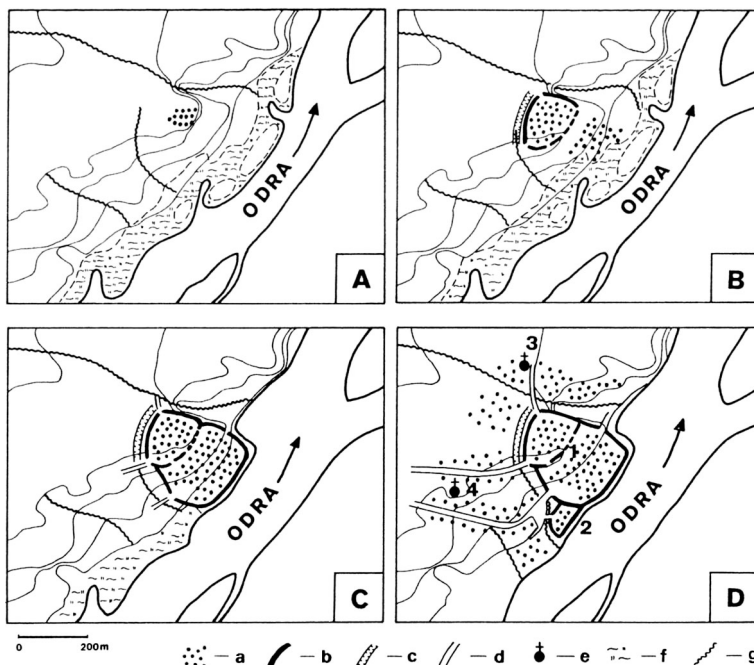 ODRA
A
ODRA
B
ODRA
C
3
1
4
2
ODRA
D
0 200m
— a — b — c — d — e — f — g